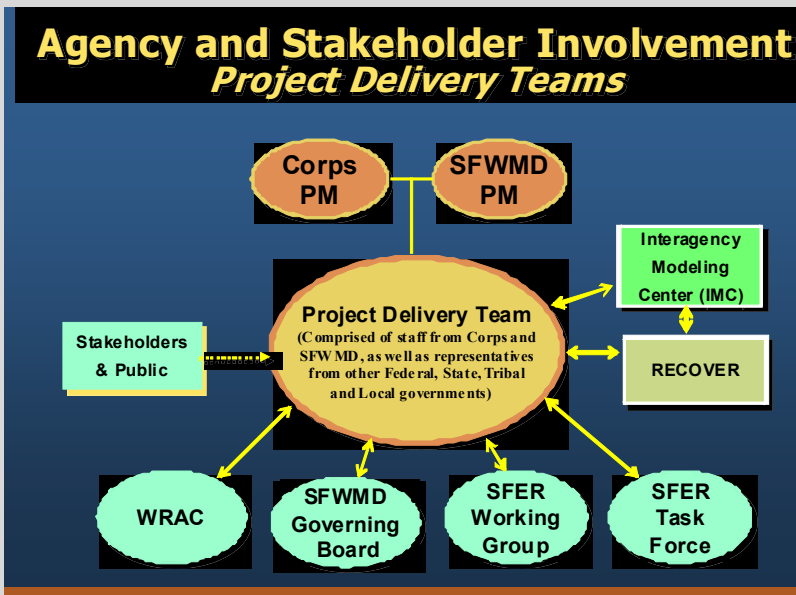 Agency and Stakeholder Involvement
Project Delivery Teams
Corps
PM
SFWMD
PM
Interagency
Modeling
Center (IMC)
Project Delivery Team
(Comprised of staff from Corps and
SFWMD, as well as representatives
from other Federal, State, Tribal
and Local governments)
Stakeholders
& Public
RECOVER
WRAC
SFWMD
Governing
Board
SFER
Working
Group
SFER
Task
Force